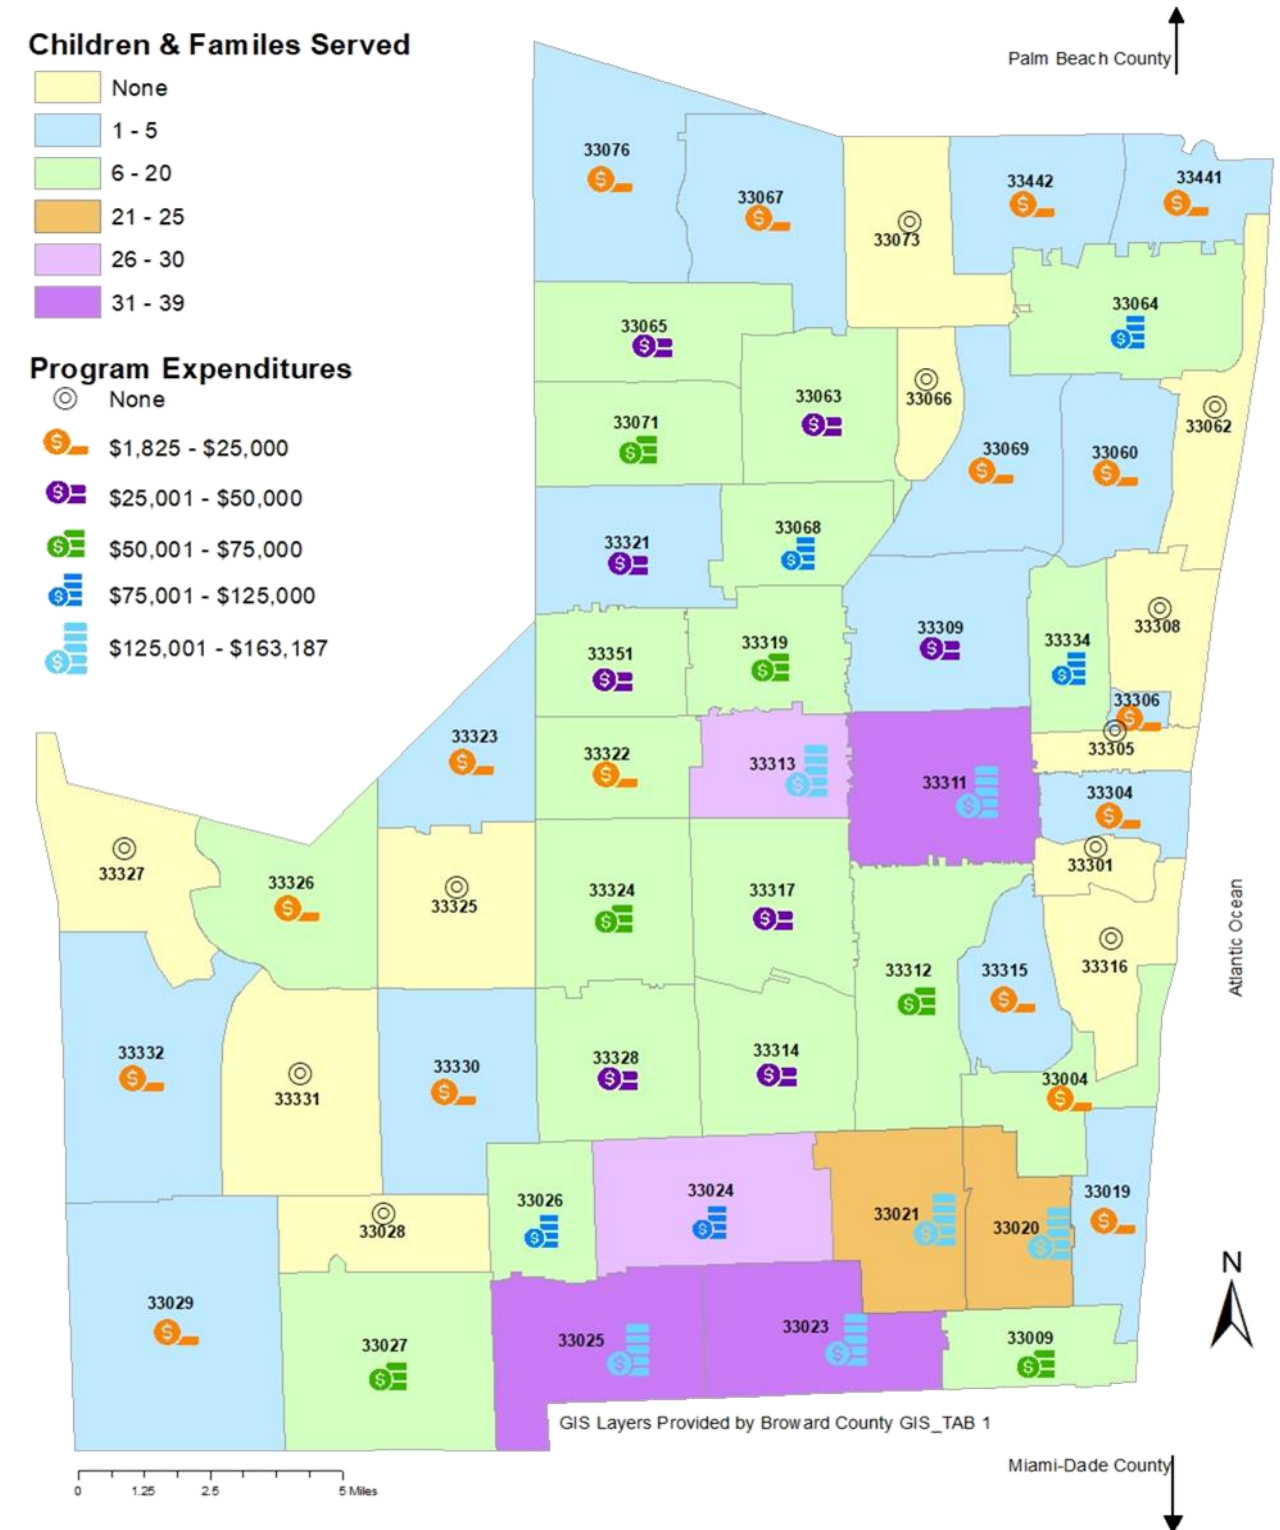 Children & Familes Served
None
1 - 5
6 - 20
21 - 25
26 - 30
31 - 39
Program Expenditures
None
$1,825 - $25,000
$25,001 - $50,000
$50,001 - $75,000
$75,001 - $125,000
$125,001 - $163,187
Palm Beach County
33076
33067
33073
33442
33441
33064
33065
33063
33066
33062
33071
33069
33060
33321
33068
33309
33334
33308
33351
33319
33306
33305
33323
33322
33313
33311
33304
33301
33327
33326
33325
33324
33317
33312
33315
33316
Atlantic Ocean
33332
33331
33330
33328
33314
33004
33028
33026
33024
33021
33020
33019
33029
33027
33025
33023
33009
N
GIS Layers Provided by Broward County GIS_TAB 1
Miami-Dade County
0 1.25 2.5 5 Miles